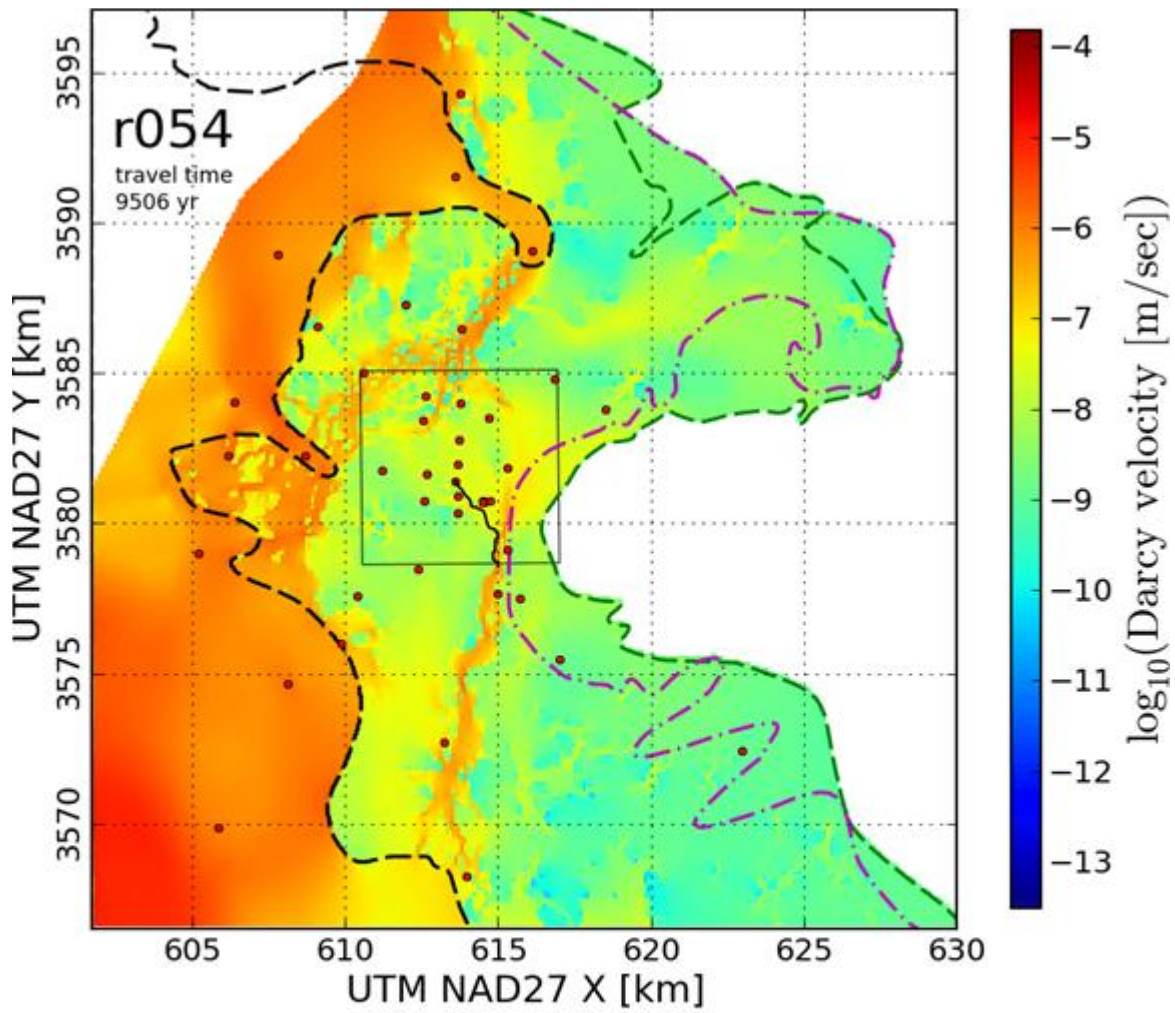 r054
travel time
9506 yr
3595
3590
3585
3580
3575
3570
UTM NAD27 Y [km]
605 610 615 620 625 630
UTM NAD27 X [km]
−4
−5
−6
−7
−8
−9
−10
−11
−12
−13
log₁₀(Darcy velocity [m/sec])